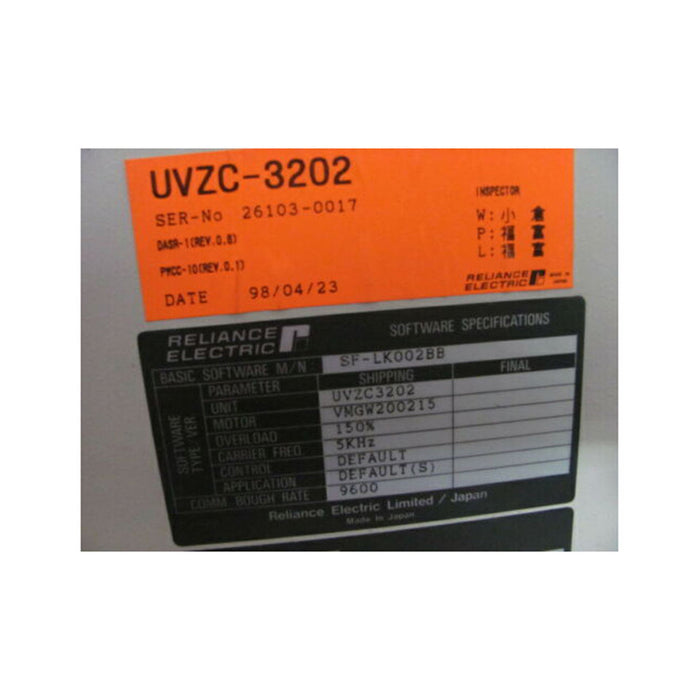 UVZC-3202
SER-No 26103-0017
DASR-1(REV.0.8)
PMCC-10(REV.0.1)
DATE 98/04/23
INSPECTOR
W: 小 倉
P: 福 富
L: 福 富
RELIANCE
ELECTRIC
MADE IN
JAPAN
RELIANCE
ELECTRIC
SOFTWARE SPECIFICATIONS
BASIC SOFTWARE M/N SF-LK002BB
SOFTWARE
TYPE/VER
PARAMETER SHIPPING FINAL
UNIT UVZC3202
MOTOR VMGW200215
OVERLOAD 150%
CARRIER FREQ. 5KHz
CONTROL DEFAULT
APPLICATION DEFAULT(S)
COMM BOUGH RATE 9600
Reliance Electric Limited / Japan
Made In Japan